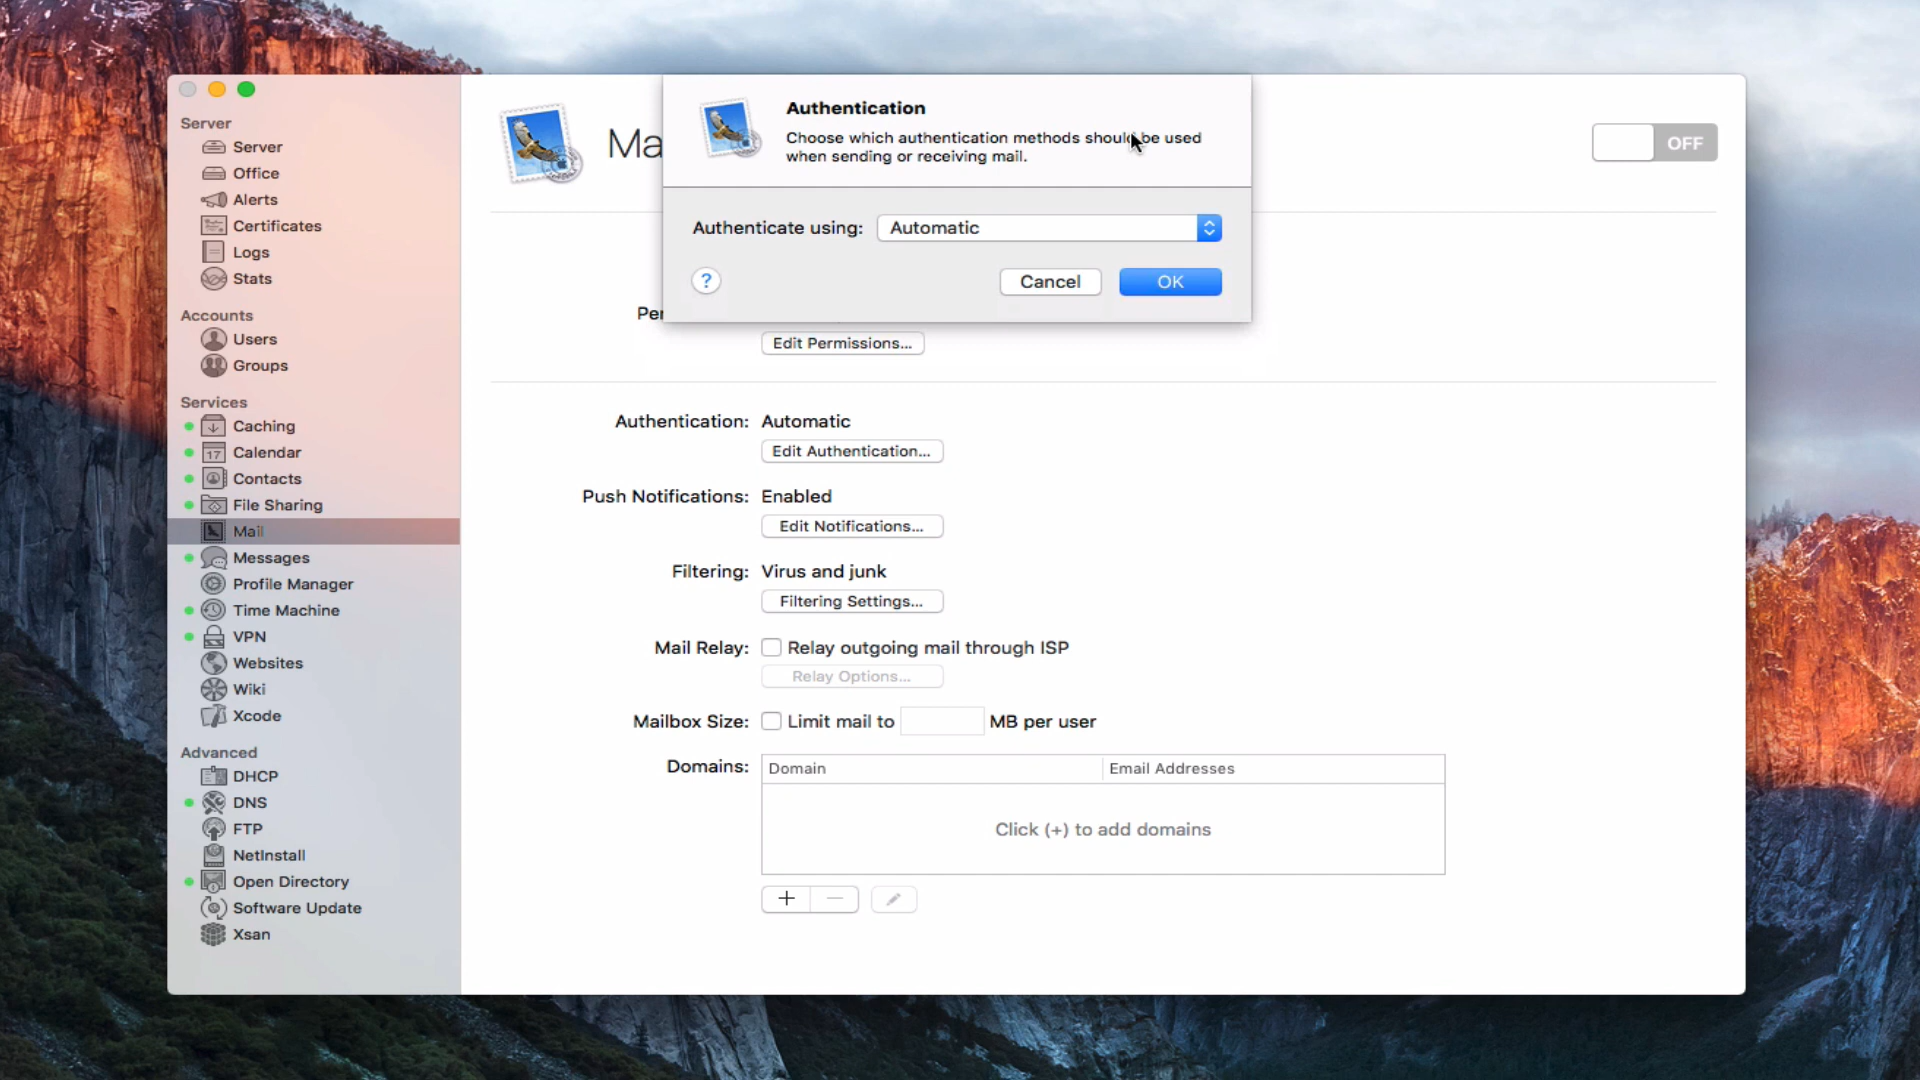 Server
Server
Office
Alerts
Certificates
Logs
Stats
Accounts
Users
Groups
Services
Caching
17 Calendar
Contacts
File Sharing
Mail
Messages
Profile Manager
Time Machine
VPN
Websites
Wiki
Xcode
Advanced
DHCP
DNS
FTP
NetInstall
Open Directory
Software Update
Xsan
Ma
OFF
Authentication
Choose which authentication methods should be used
when sending or receiving mail.
Authenticate using: Automatic
? Cancel OK
Per
Edit Permissions...
Authentication: Automatic
Edit Authentication...
Push Notifications: Enabled
Edit Notifications...
Filtering: Virus and junk
Filtering Settings...
Mail Relay: Relay outgoing mail through ISP
Relay Options...
Mailbox Size: Limit mail to MB per user
Domains: Domain Email Addresses
Click (+) to add domains